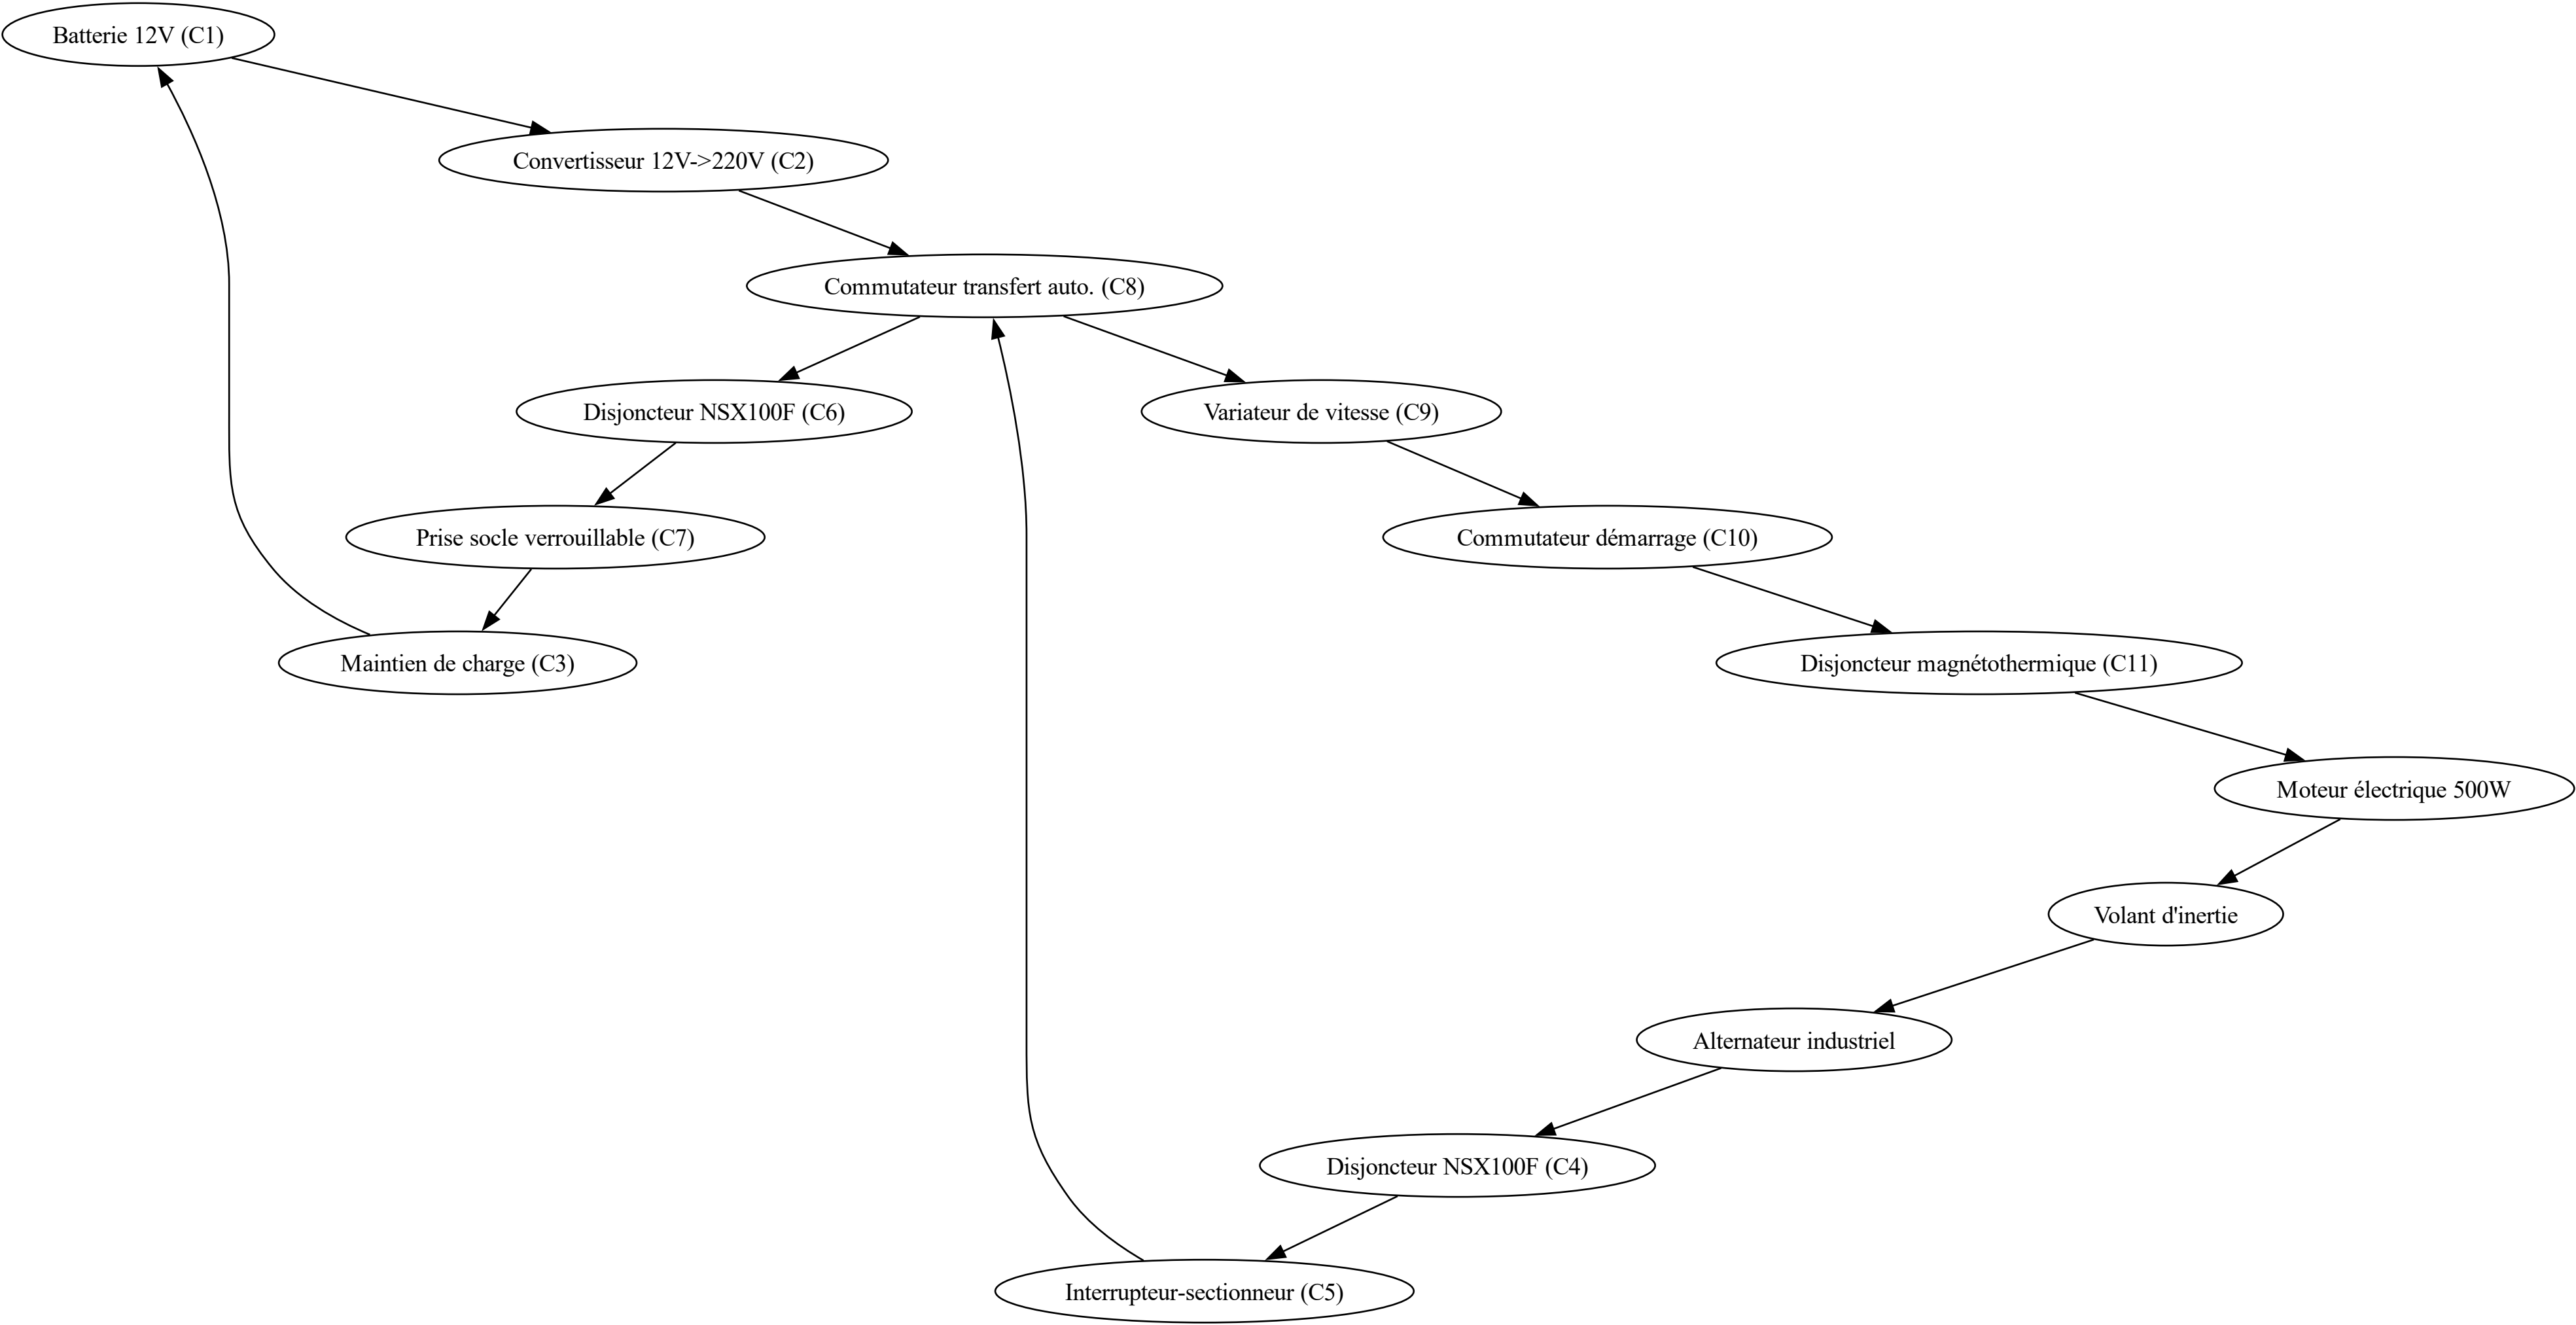 Batterie 12V (C1)
Convertisseur 12V->220V (C2)
Commutateur transfert auto. (C8)
Disjoncteur NSX100F (C6)
Variateur de vitesse (C9)
Prise socle verrouillable (C7)
Commutateur démarrage (C10)
Maintien de charge (C3)
Disjoncteur magnétothermique (C11)
Moteur électrique 500W
Volant d'inertie
Alternateur industriel
Disjoncteur NSX100F (C4)
Interrupteur-sectionneur (C5)